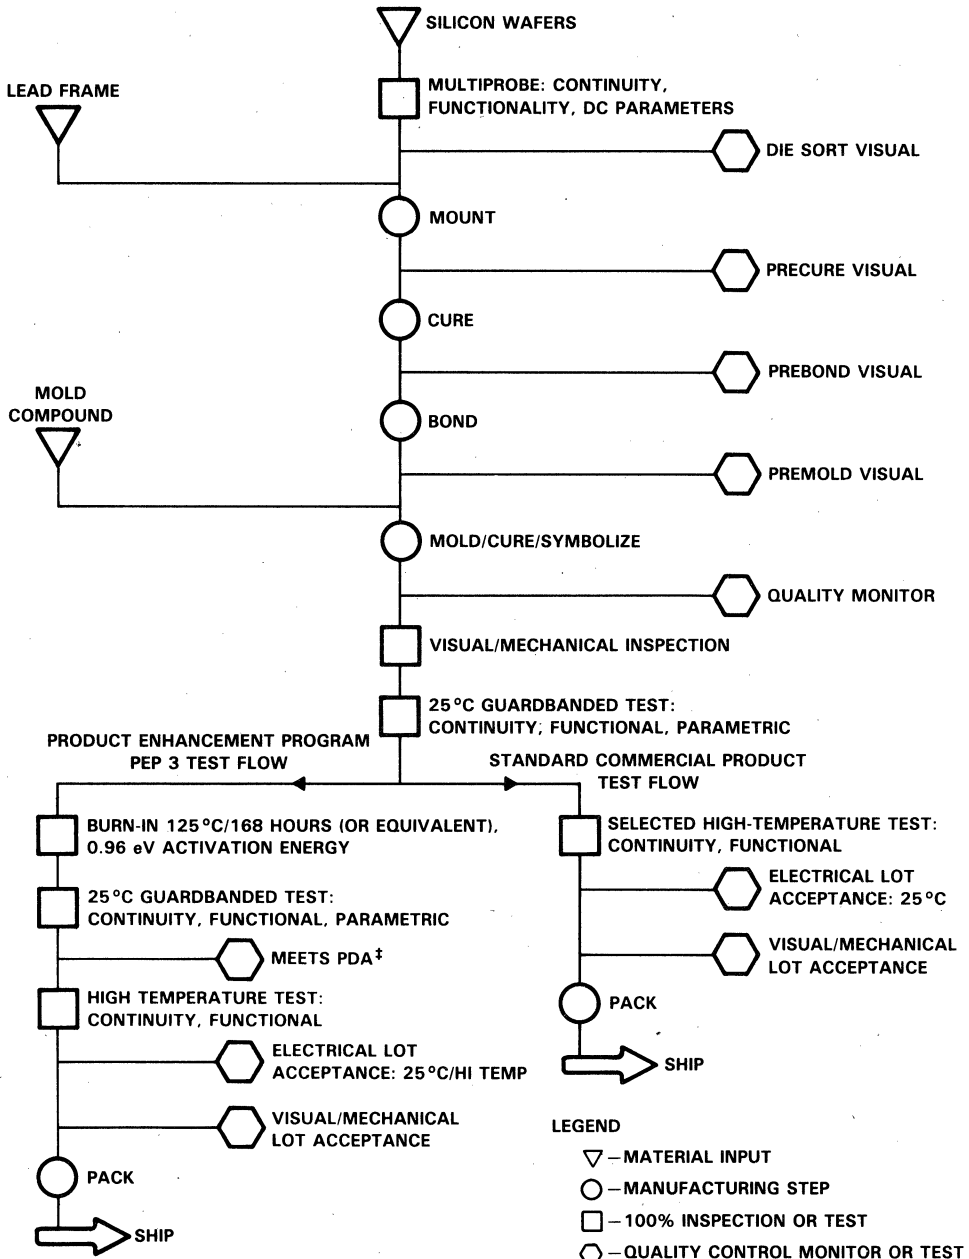 SILICON WAFERS
MULTIPROBE: CONTINUITY,
FUNCTIONALITY, DC PARAMETERS
LEAD FRAME
DIE SORT VISUAL
MOUNT
PRECURE VISUAL
CURE
PREBOND VISUAL
MOLD
COMPOUND
BOND
PREMOLD VISUAL
MOLD/CURE/SYMBOLIZE
QUALITY MONITOR
VISUAL/MECHANICAL INSPECTION
25°C GUARDBANDED TEST:
CONTINUITY, FUNCTIONAL, PARAMETRIC
PRODUCT ENHANCEMENT PROGRAM
PEP 3 TEST FLOW
STANDARD COMMERCIAL PRODUCT
TEST FLOW
BURN-IN 125°C/168 HOURS (OR EQUIVALENT),
0.96 eV ACTIVATION ENERGY
25°C GUARDBANDED TEST:
CONTINUITY, FUNCTIONAL, PARAMETRIC
MEETS PDA‡
HIGH TEMPERATURE TEST:
CONTINUITY, FUNCTIONAL
ELECTRICAL LOT
ACCEPTANCE: 25°C/HI TEMP
VISUAL/MECHANICAL
LOT ACCEPTANCE
PACK
SHIP
SELECTED HIGH-TEMPERATURE TEST:
CONTINUITY, FUNCTIONAL
ELECTRICAL LOT
ACCEPTANCE: 25°C
VISUAL/MECHANICAL
LOT ACCEPTANCE
PACK
SHIP
LEGEND
–MATERIAL INPUT
–MANUFACTURING STEP
–100% INSPECTION OR TEST
–QUALITY CONTROL MONITOR OR TEST